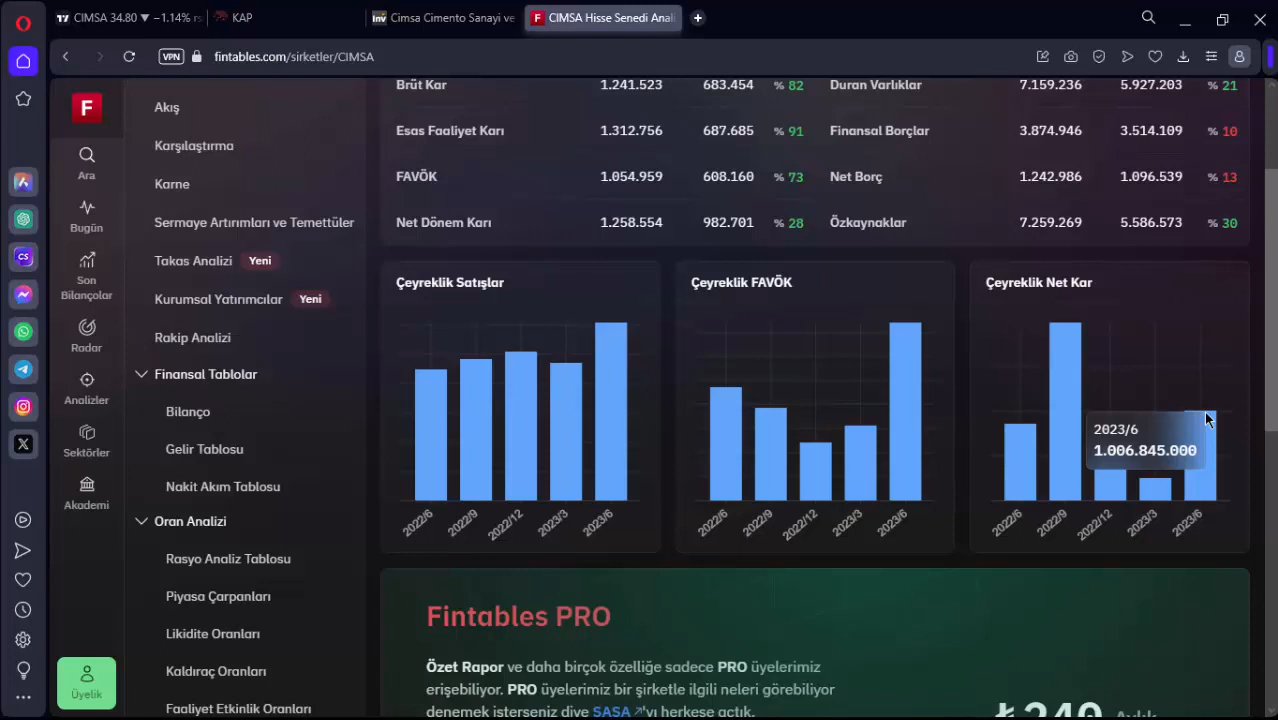 CIMSA 34.80 ▼ −1.14%
KAP
Cimsa Cimento Sanayi ve
CIMSA Hisse Senedi Anali
VPN
fintables.com/sirketler/CIMSA
Ara
Bugün
Son
Bilançolar
Radar
Analizler
Sektörler
Akademi
Üyelik
Akış
Karşılaştırma
Karne
Sermaye Artırımları ve Temettüler
Takas Analizi Yeni
Kurumsal Yatırımcılar Yeni
Rakip Analizi
Finansal Tablolar
Bilanço
Gelir Tablosu
Nakit Akım Tablosu
Oran Analizi
Rasyo Analiz Tablosu
Piyasa Çarpanları
Likidite Oranları
Kaldıraç Oranları
Faaliyet Etkinlik Oranları
Brüt Kar 1.241.523 683.454 % 82 Duran Varlıklar 7.159.236 5.927.203 % 21
Esas Faaliyet Karı 1.312.756 687.685 % 91 Finansal Borçlar 3.874.946 3.514.109 % 10
FAVÖK 1.054.959 608.160 % 73 Net Borç 1.242.986 1.096.539 % 13
Net Dönem Karı 1.258.554 982.701 % 28 Özkaynaklar 7.259.269 5.586.573 % 30
Çeyreklik Satışlar
2022/6 2022/9 2022/12 2023/3 2023/6
Çeyreklik FAVÖK
2022/6 2022/9 2022/12 2023/3 2023/6
Çeyreklik Net Kar
2023/6
1.006.845.000
2022/6 2022/9 2022/12 2023/3 2023/6
Fintables PRO
Özet Rapor ve daha birçok özelliğe sadece PRO üyelerimiz
erişebiliyor. PRO üyelerimiz bir şirketle ilgili neleri görebiliyor
denemek isterseniz diye SASA ↗'yı herkese açtık.
₺240 Aylık